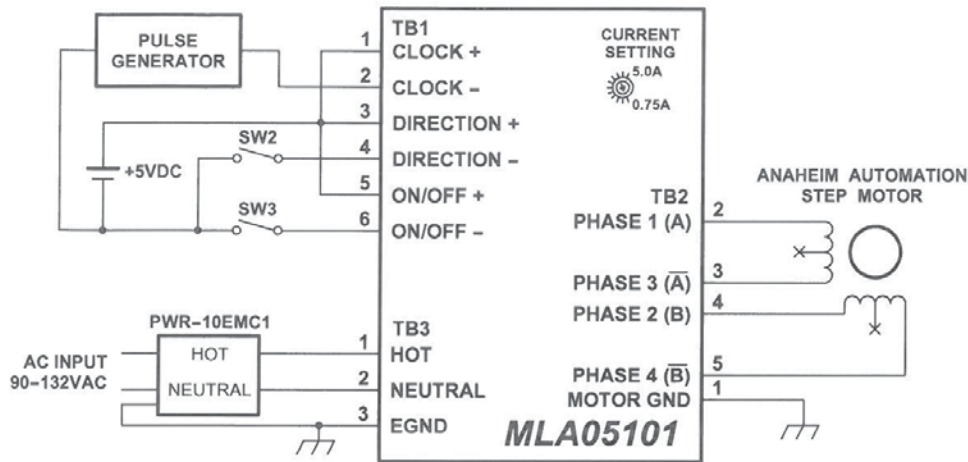 PULSE
GENERATOR
+5VDC
SW2
SW3
TB1
1 CLOCK +
2 CLOCK –
3 DIRECTION +
4 DIRECTION –
5 ON/OFF +
6 ON/OFF –
CURRENT
SETTING
5.0A
0.75A
TB2
PHASE 1 (A) 2
PHASE 3 (A̅) 3
PHASE 2 (B) 4
PHASE 4 (B̅) 5
MOTOR GND 1
ANAHEIM AUTOMATION
STEP MOTOR
PWR–10EMC1
AC INPUT
90–132VAC
HOT
NEUTRAL
TB3
1 HOT
2 NEUTRAL
3 EGND
MLA05101